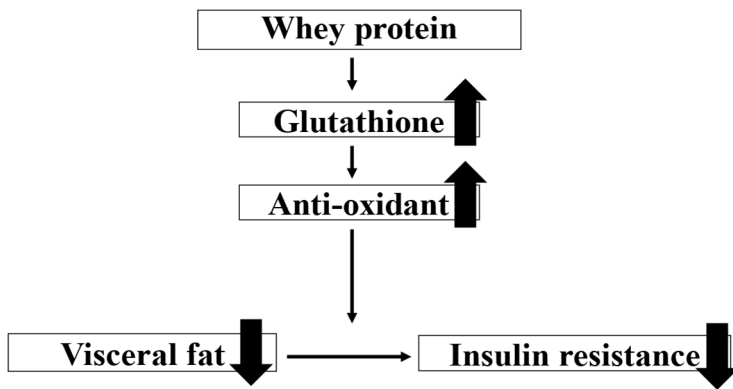 Whey protein
Glutathione
Anti-oxidant
Visceral fat
Insulin resistance